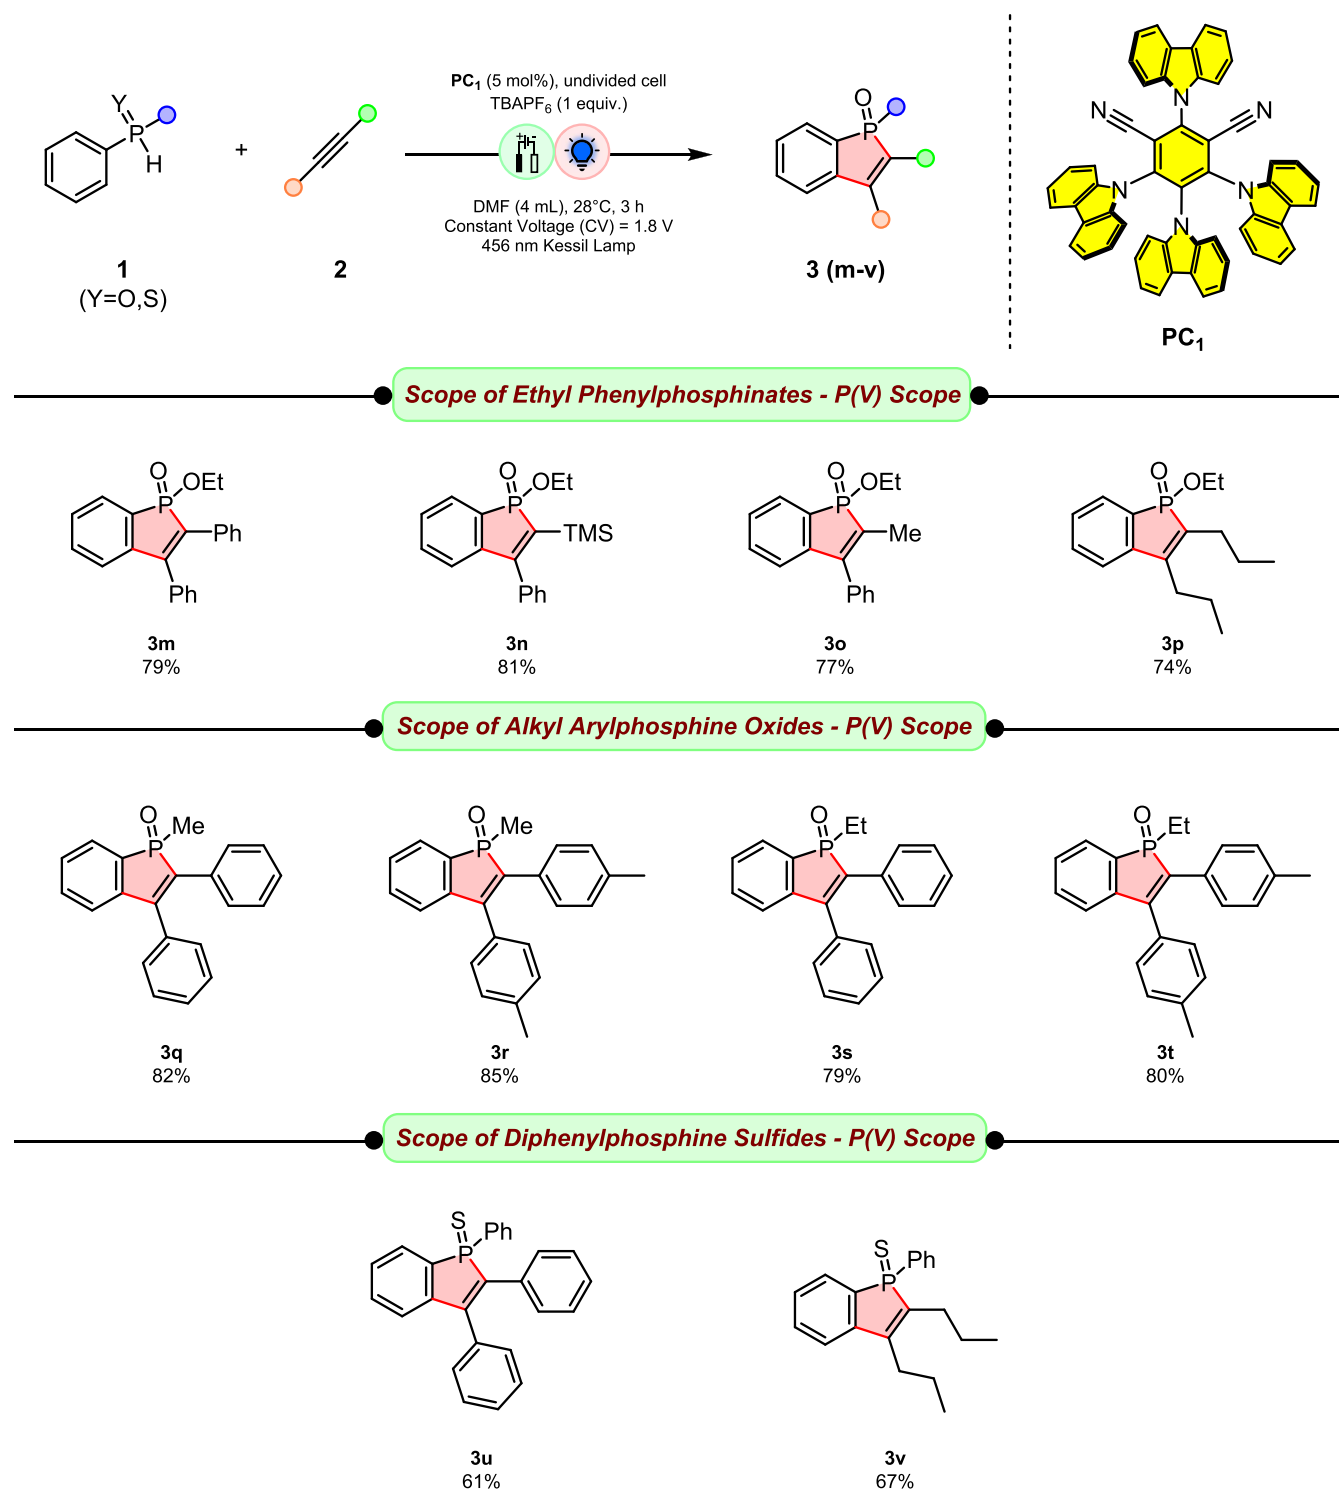 PC1 (5 mol%), undivided cell
TBAPF6 (1 equiv.)
DMF (4 mL), 28°C, 3 h
Constant Voltage (CV) = 1.8 V
456 nm Kessil Lamp
Y
P
H
+
+ -
O
P
1
(Y=O,S)
2
3 (m-v)
N
N
N
N
N
N
PC1
Scope of Ethyl Phenylphosphinates - P(V) Scope
O
P
OEt
Ph
Ph
3m
79%
O
P
OEt
TMS
Ph
3n
81%
O
P
OEt
Me
Ph
3o
77%
O
P
OEt
3p
74%
Scope of Alkyl Arylphosphine Oxides - P(V) Scope
O
P
Me
3q
82%
O
P
Me
3r
85%
O
P
Et
3s
79%
O
P
Et
3t
80%
Scope of Diphenylphosphine Sulfides - P(V) Scope
S
P
Ph
3u
61%
S
P
Ph
3v
67%